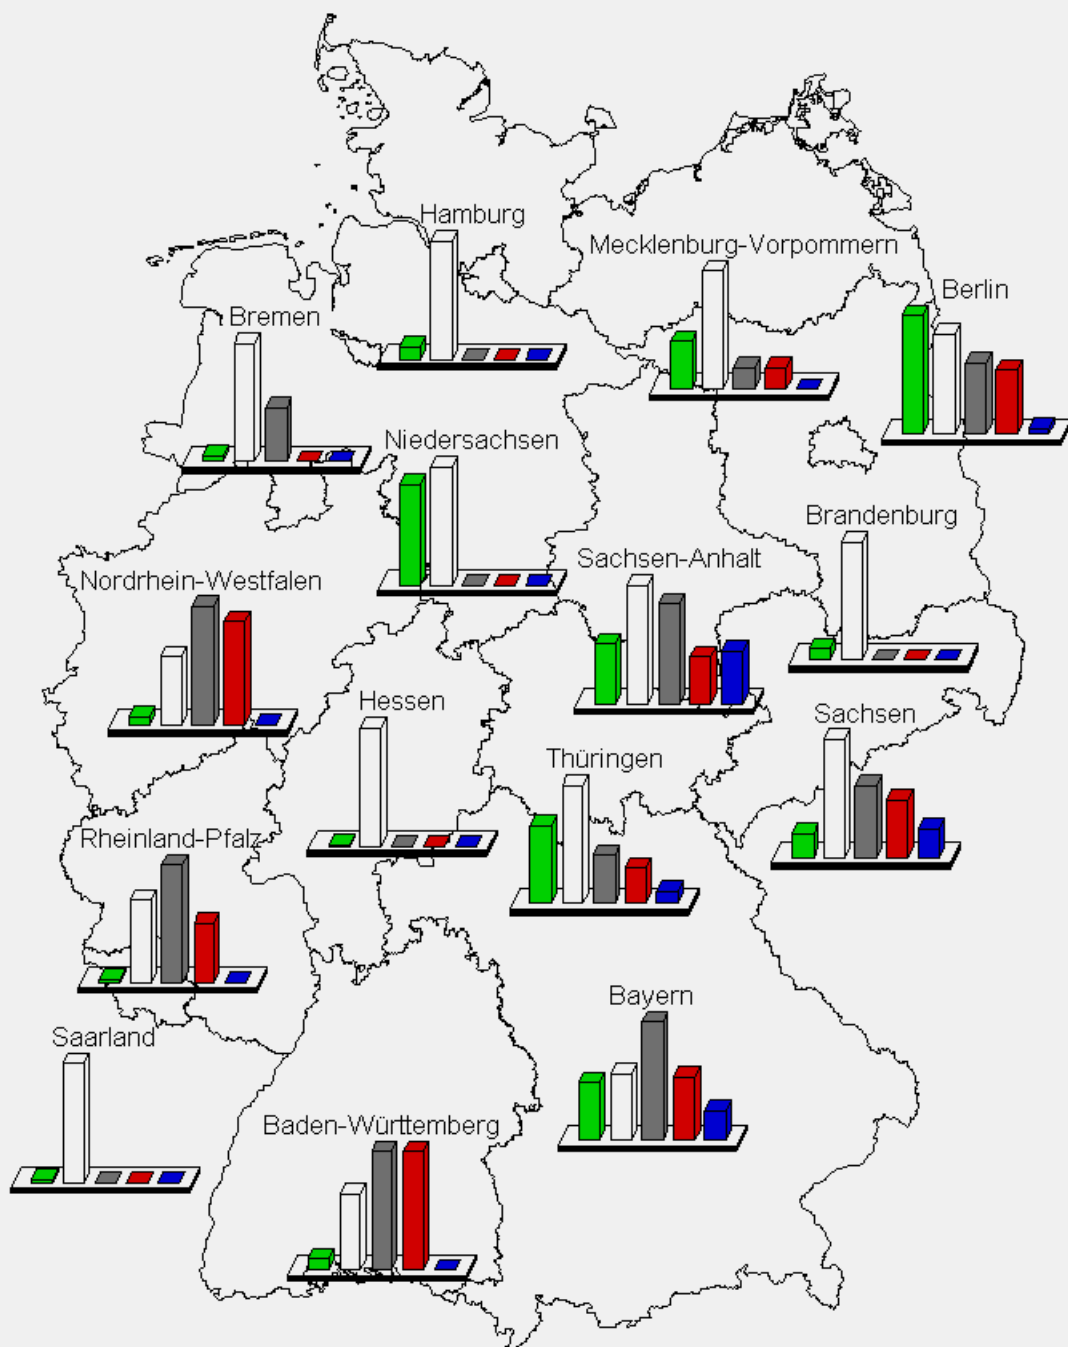 Hamburg
Mecklenburg-Vorpommern
Berlin
Bremen
Niedersachsen
Brandenburg
Sachsen-Anhalt
Nordrhein-Westfalen
Hessen
Sachsen
Thüringen
Rheinland-Pfalz
Bayern
Saarland
Baden-Württemberg